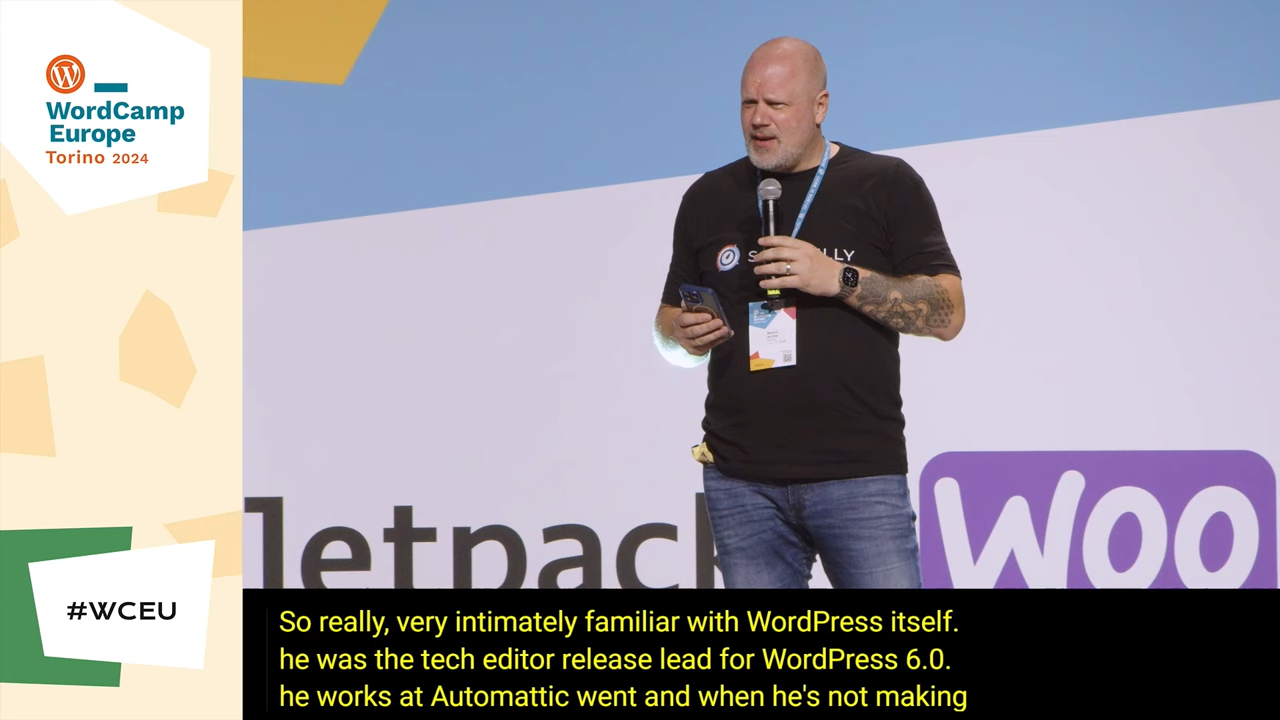 WordCamp
Europe
Torino 2024
#WCEU
Jetpack
WOO
So really, very intimately familiar with WordPress itself.
he was the tech editor release lead for WordPress 6.0.
he works at Automattic went and when he's not making